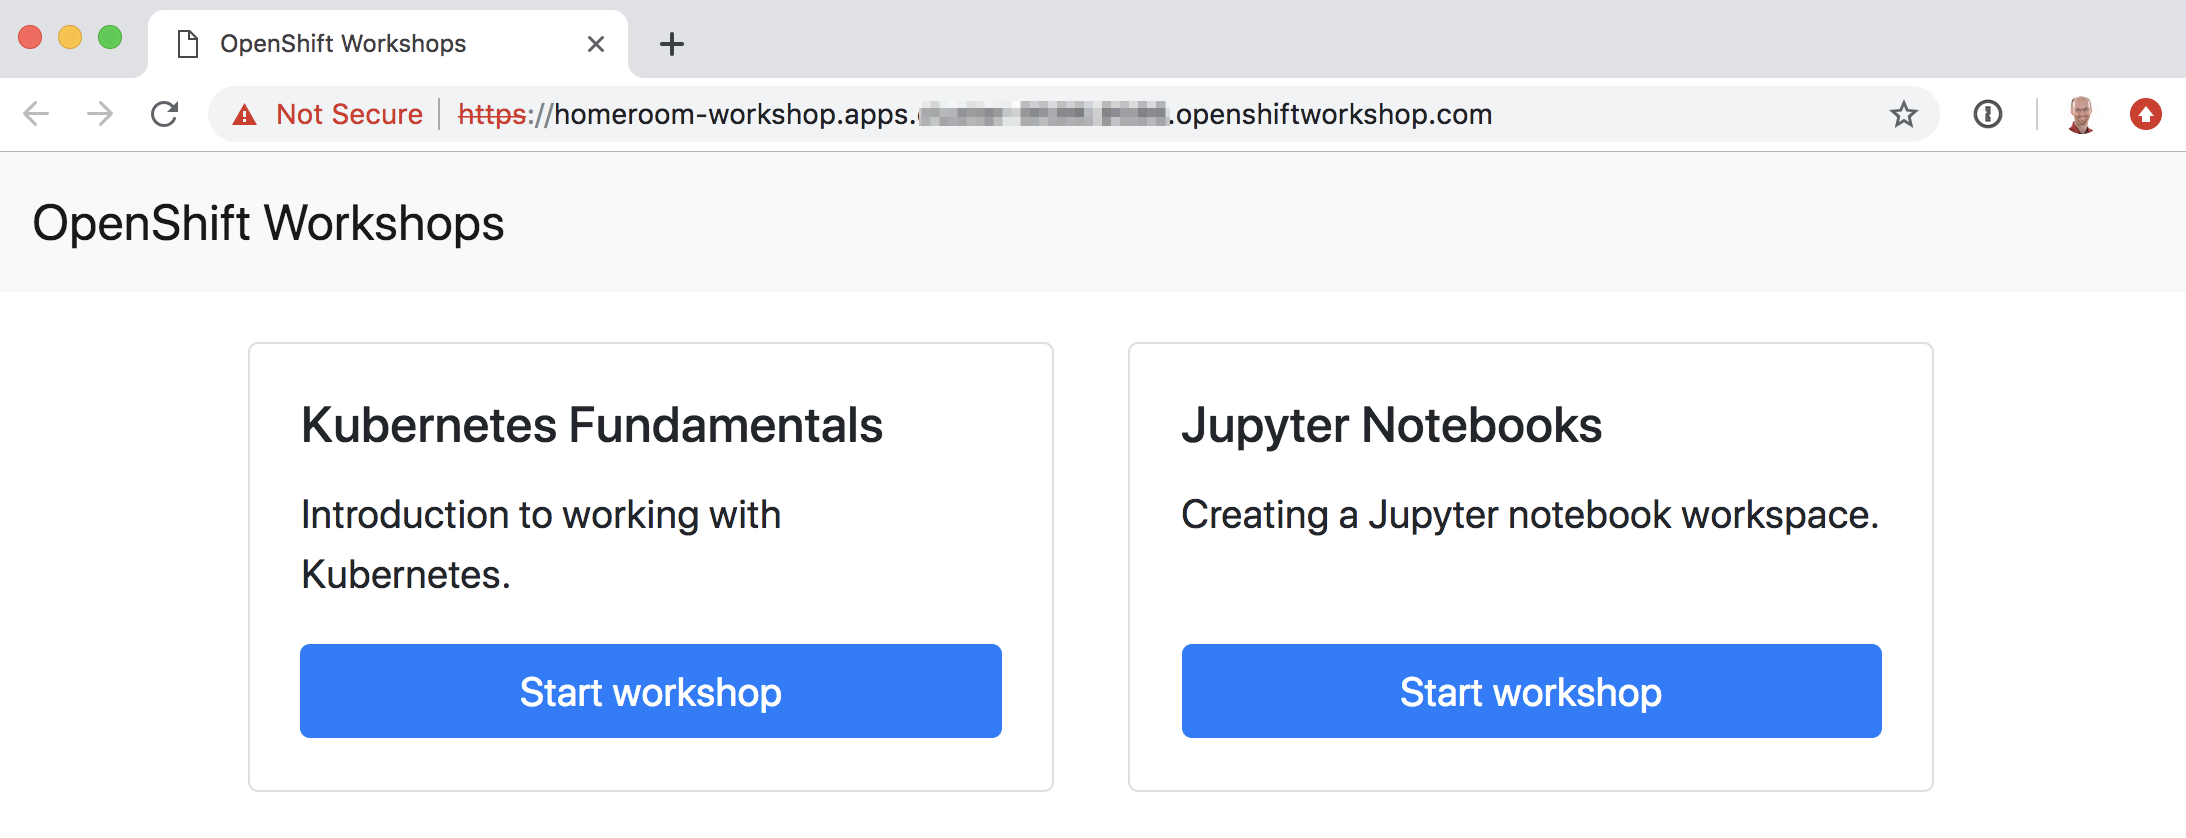 OpenShift Workshops
Not Secure https://homeroom-workshop.apps. .openshiftworkshop.com
OpenShift Workshops
Kubernetes Fundamentals
Introduction to working with
Kubernetes.
Start workshop
Jupyter Notebooks
Creating a Jupyter notebook workspace.
Start workshop